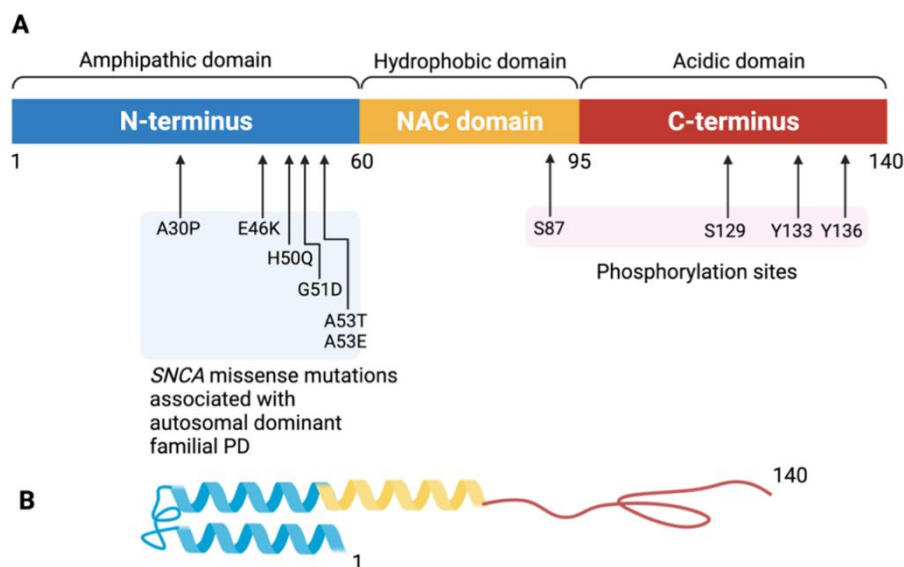 A
Amphipathic domain Hydrophobic domain Acidic domain
N-terminus NAC domain C-terminus
1 60 95 140
A30P E46K S87 S129 Y133 Y136
H50Q
G51D
Phosphorylation sites
A53T
A53E
SNCA missense mutations
associated with
autosomal dominant
familial PD
B
140
1